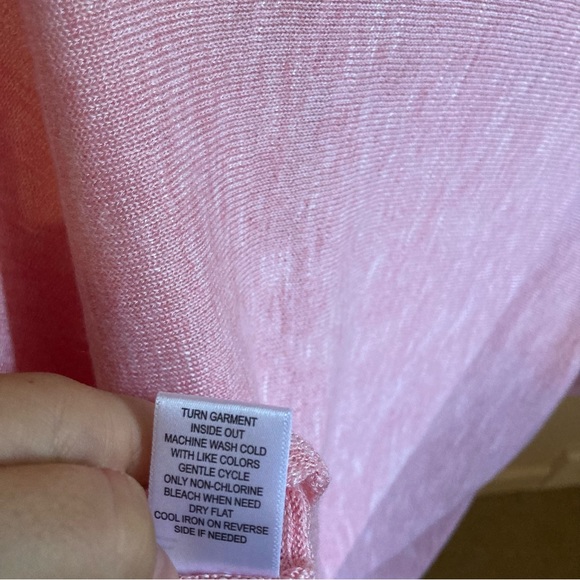 TURN GARMENT
INSIDE OUT
MACHINE WASH COLD
WITH LIKE COLORS
GENTLE CYCLE
ONLY NON-CHLORINE
BLEACH WHEN NEED
DRY FLAT
COOL IRON ON REVERSE
SIDE IF NEEDED